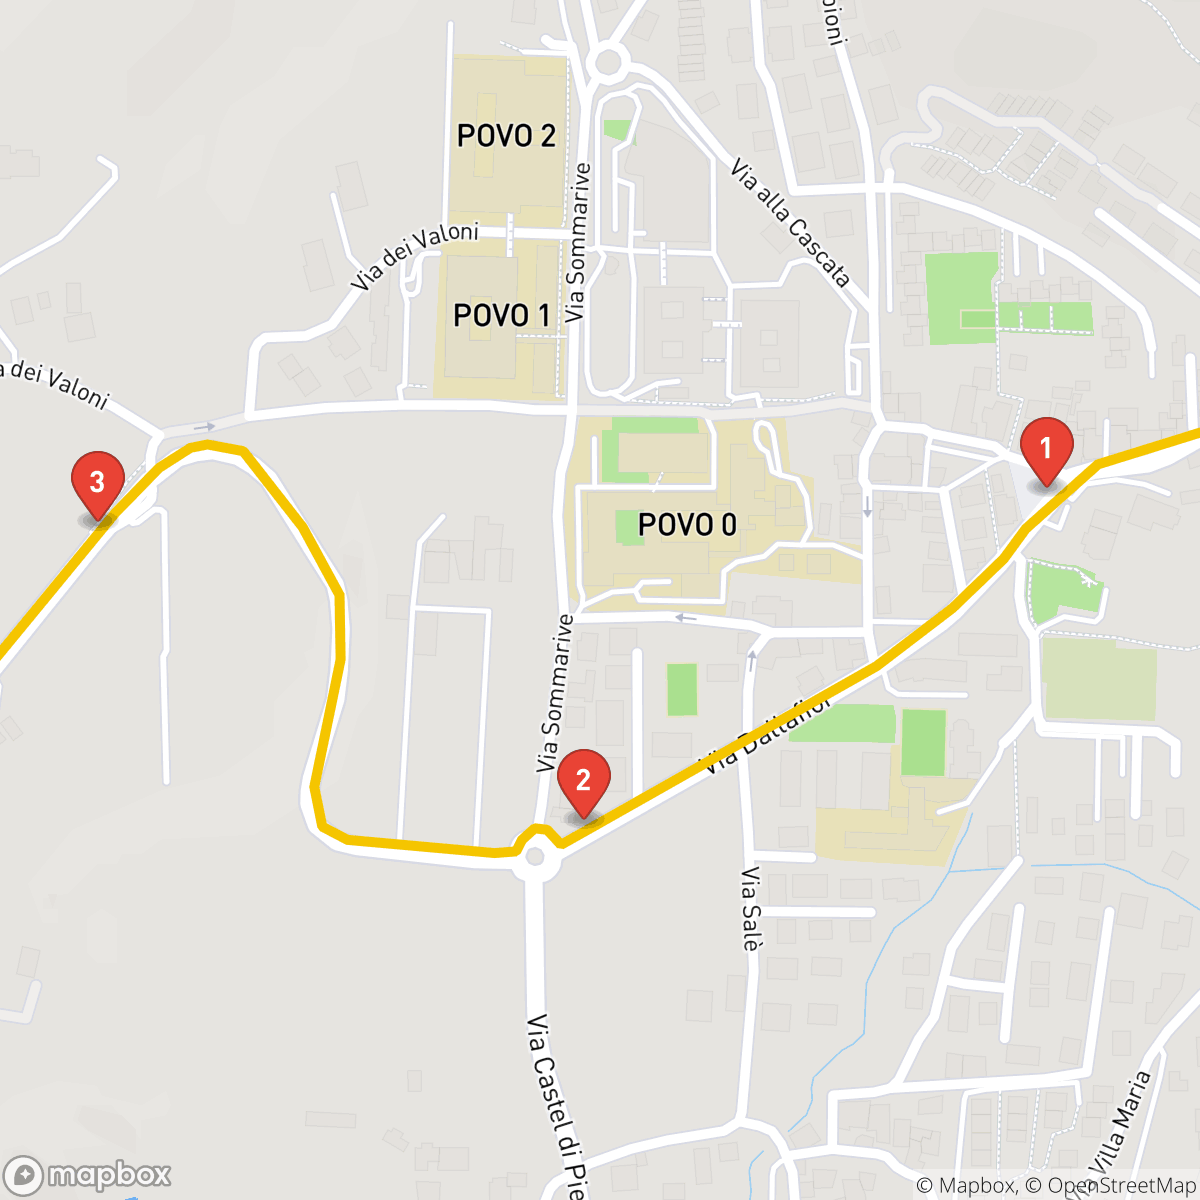 bioni
POVO 2
Via alla Cascata
Via Sommarive
Via dei Valoni
POVO 1
dei Valoni
1
3
POVO 0
Via Sommarive
Via Dallafior
2
Via Salè
Via Castel di Pie
Villa Maria
mapbox
© Mapbox, © OpenStreetMap